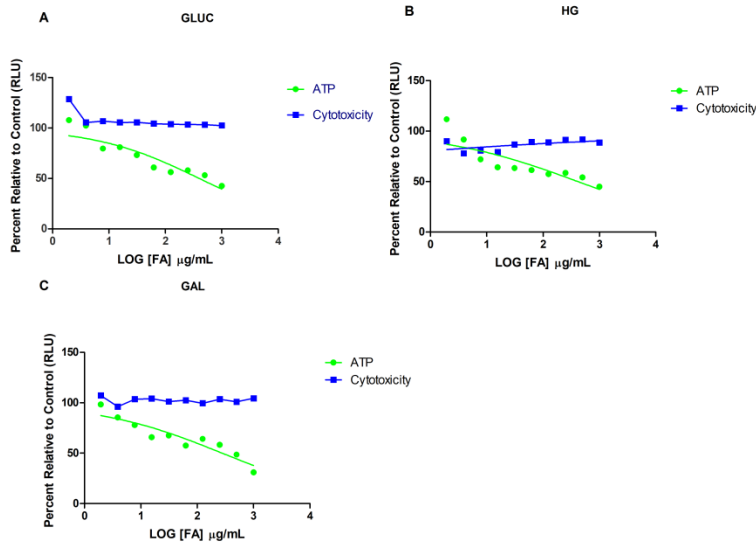 A
GLUC
150
100
50
0
0
1
2
3
4
Percent Relative to Control (RLU)
LOG [FA] µg/mL
ATP
Cytotoxicity
B
HG
150
100
50
0
0
1
2
3
4
Percent Relative to Control (RLU)
LOG [FA] µg/mL
ATP
Cytotoxicity
C
GAL
150
100
50
0
0
1
2
3
4
Percent Relative to Control (RLU)
LOG [FA] µg/mL
ATP
Cytotoxicity